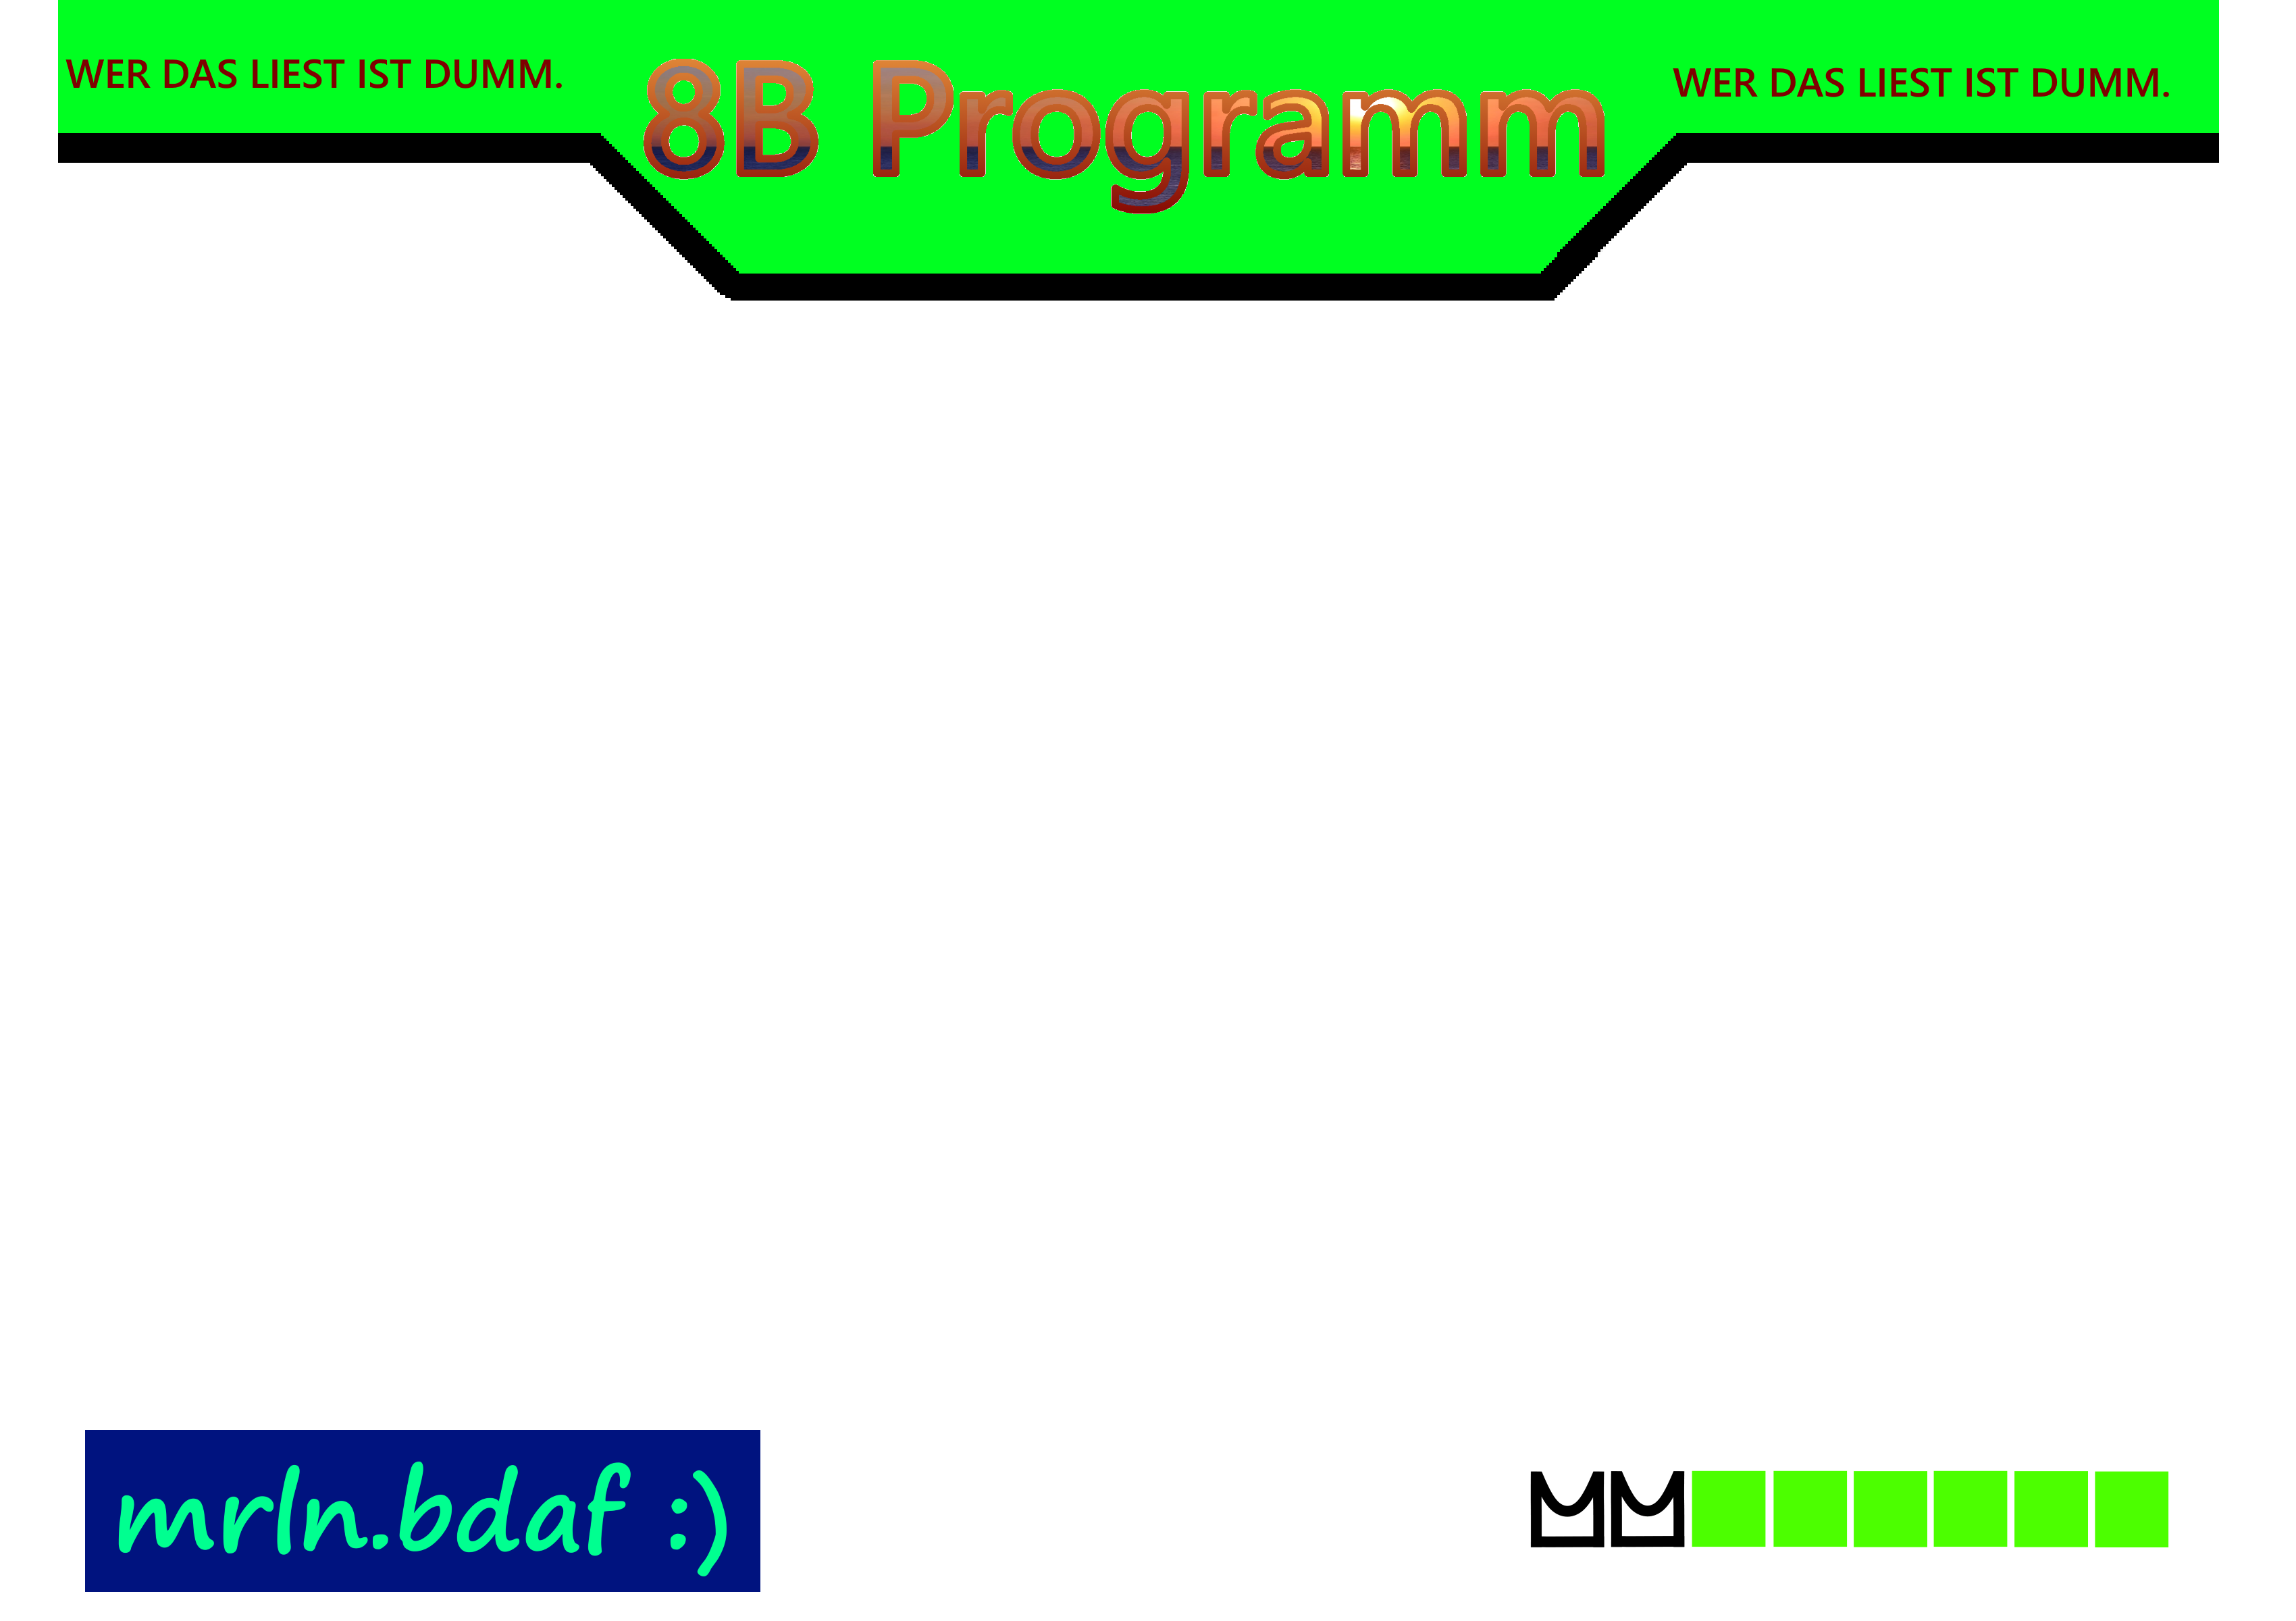 WER DAS LIEST IST DUMM.
8B Programm
WER DAS LIEST IST DUMM.
mrln.bdaf :)